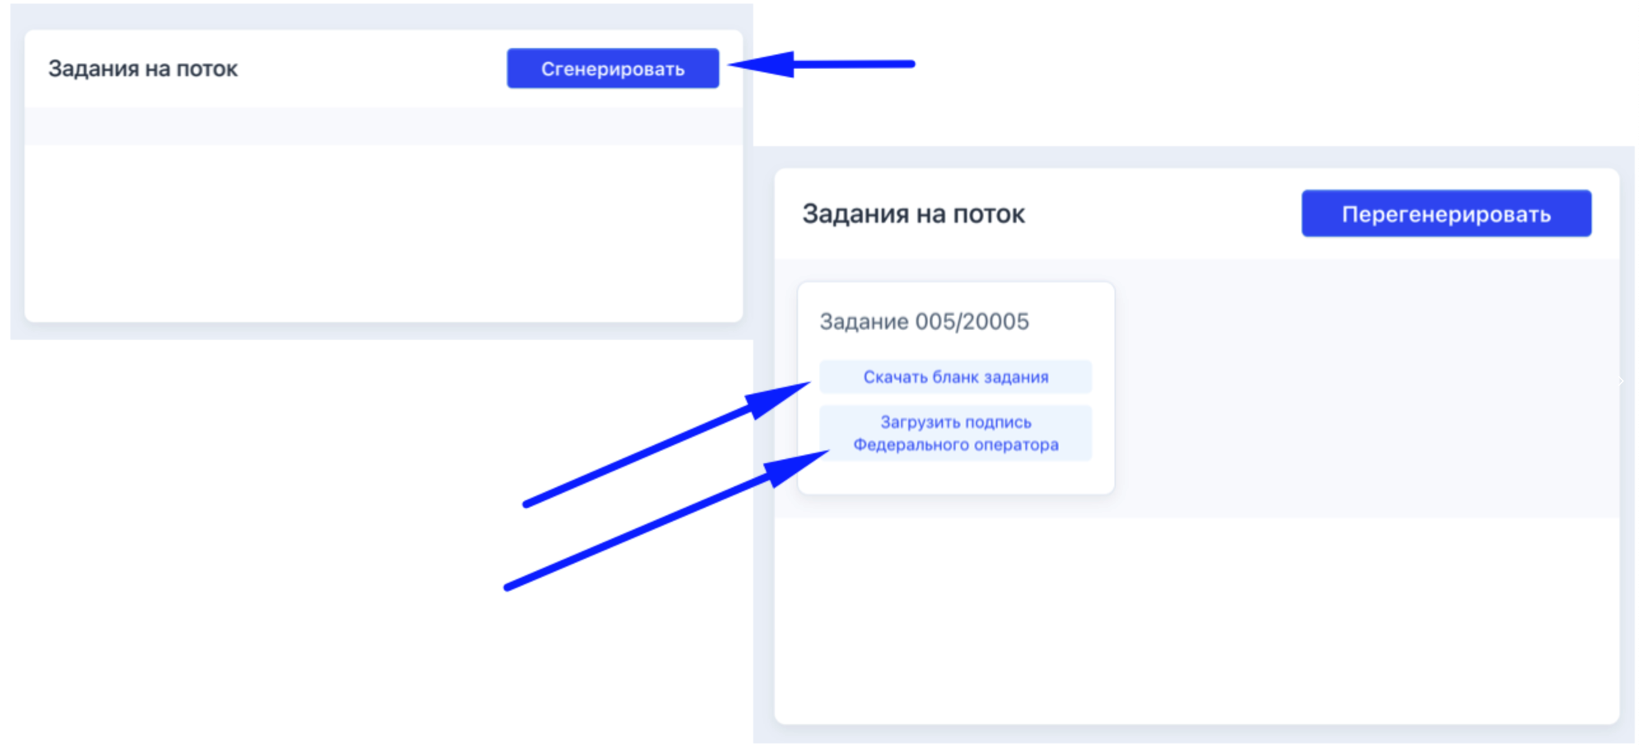 Задания на поток
Сгенерировать
Задания на поток
Перегенерировать
Задание 005/20005
Скачать бланк задания
Загрузить подпись
Федерального оператора